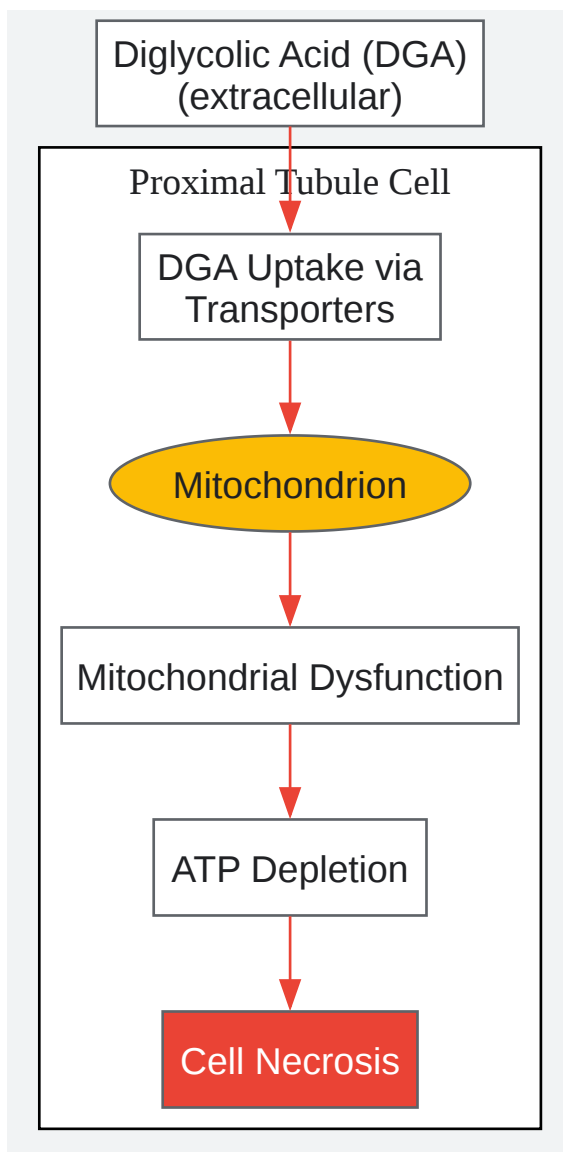 Diglycolic Acid (DGA)
(extracellular)
Proximal Tubule Cell
DGA Uptake via
Transporters
Mitochondrion
Mitochondrial Dysfunction
ATP Depletion
Cell Necrosis